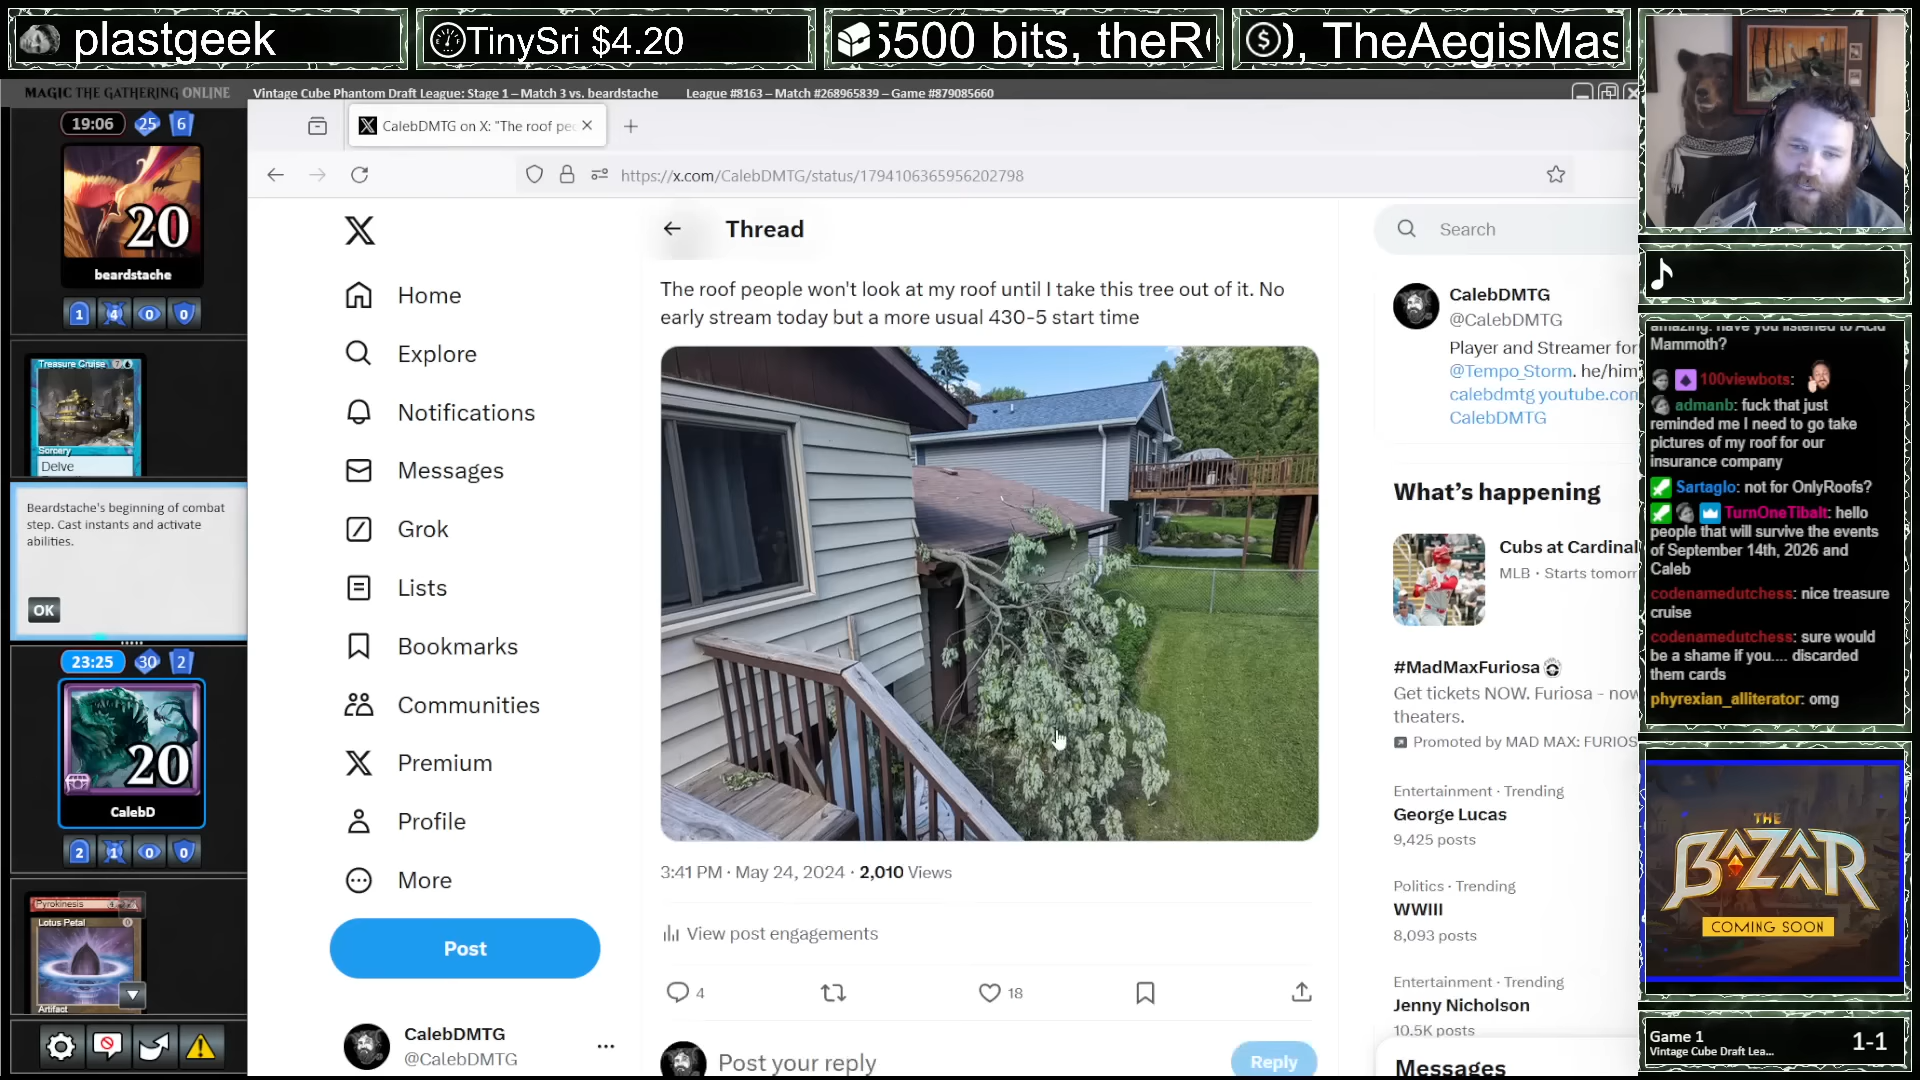 plastgeek
TinySri $4.20
5500 bits, theR
), TheAegisMas
MAGIC THE GATHERING ONLINE
Vintage Cube Phantom Draft League: Stage 1 – Match 3 vs. beardstache
League #8163 – Match #268965839 – Game #879085660
19:06
25
6
20
beardstache
1
4
0
0
Treasure Cruise
7
Sorcery
Delve
Beardstache's beginning of combat
step. Cast instants and activate
abilities.
OK
23:25
30
2
20
CalebD
2
1
0
0
Pyrokinesis
Lotus Petal
0
Artifact
CalebDMTG on X: "The roof pe
https://x.com/CalebDMTG/status/1794106365956202798
Home
Explore
Notifications
Messages
Grok
Lists
Bookmarks
Communities
Premium
Profile
More
Post
CalebDMTG
@CalebDMTG
Thread
The roof people won't look at my roof until I take this tree out of it. No
early stream today but a more usual 430-5 start time
3:41 PM · May 24, 2024 · 2,010 Views
View post engagements
4
18
Post your reply
Reply
Search
CalebDMTG
@CalebDMTG
Player and Streamer for
@Tempo_Storm. he/him
calebdmtg youtube.con
CalebDMTG
What's happening
Cubs at Cardinal
MLB · Starts tomorr
#MadMaxFuriosa
Get tickets NOW. Furiosa - now
theaters.
Promoted by MAD MAX: FURIOS
Entertainment · Trending
George Lucas
9,425 posts
Politics · Trending
WWIII
8,093 posts
Entertainment · Trending
Jenny Nicholson
10.5K posts
Messages
amazing. have you listened to Acid
Mammoth?
100viewbots:
admanb: fuck that just
reminded me I need to go take
pictures of my roof for our
insurance company
Sartaglo: not for OnlyRoofs?
TurnOneTibalt: hello
people that will survive the events
of September 14th, 2026 and
Caleb
codenamedutchess: nice treasure
cruise
codenamedutchess: sure would
be a shame if you.... discarded
them cards
phyrexian_alliterator: omg
THE
BAZAAR
COMING SOON
Game 1
Vintage Cube Draft Lea...
1-1